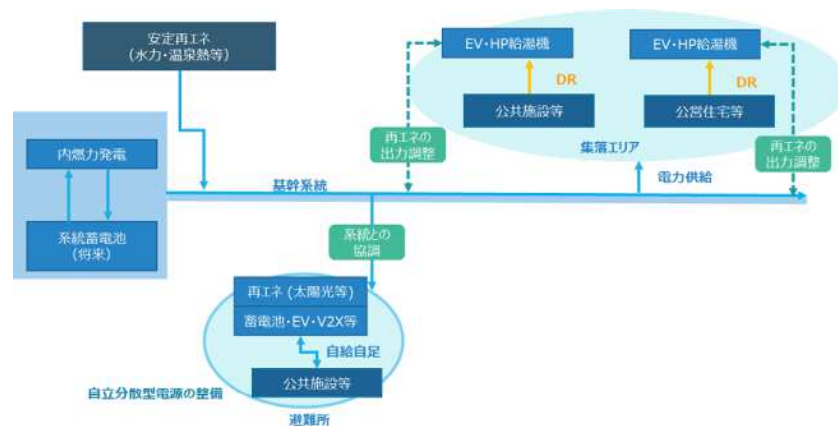 安定再エネ
(水力・温泉熱等)
EV・HP給湯機
EV・HP給湯機
DR
DR
公共施設等
公営住宅等
内燃力発電
再エネの
出力調整
集落エリア
再エネの
出力調整
基幹系統
電力供給
系統蓄電池
(将来)
系統との
協調
再エネ (太陽光等)
蓄電池・EV・V2X等
自給自足
公共施設等
自立分散型電源の整備
避難所